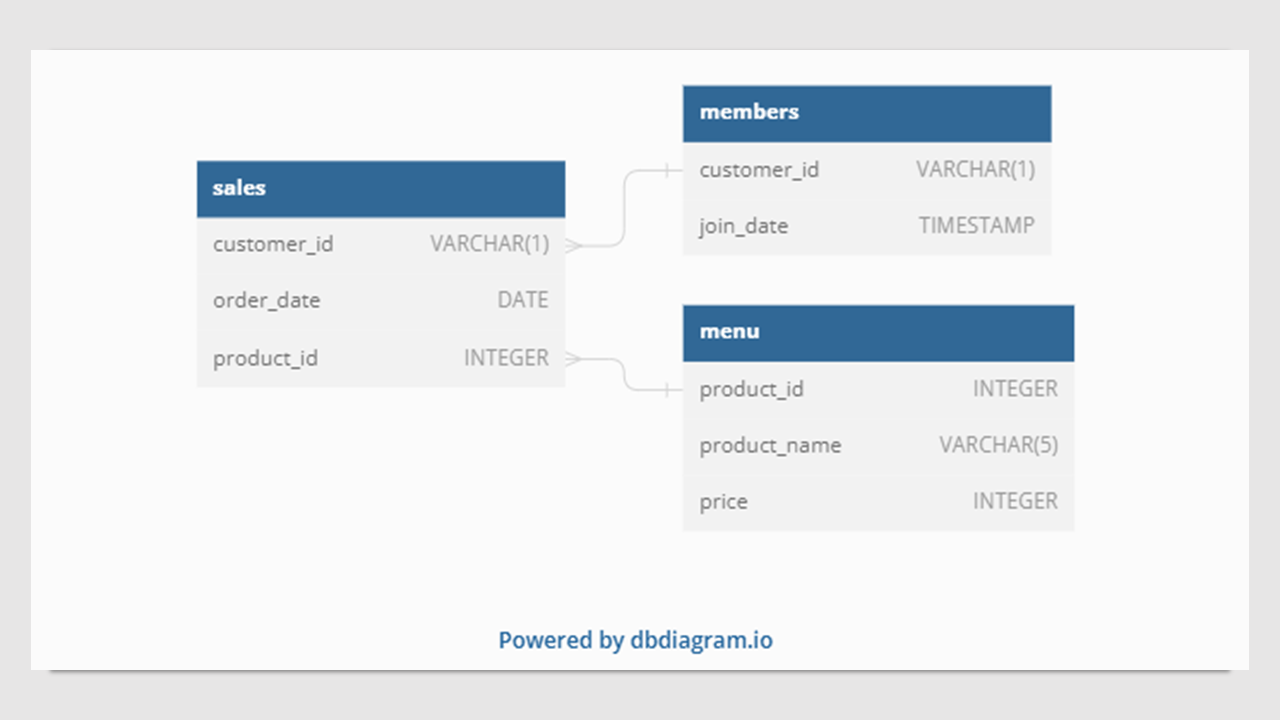 sales
customer_id VARCHAR(1)
order_date DATE
product_id INTEGER
members
customer_id VARCHAR(1)
join_date TIMESTAMP
menu
product_id INTEGER
product_name VARCHAR(5)
price INTEGER
Powered by dbdiagram.io